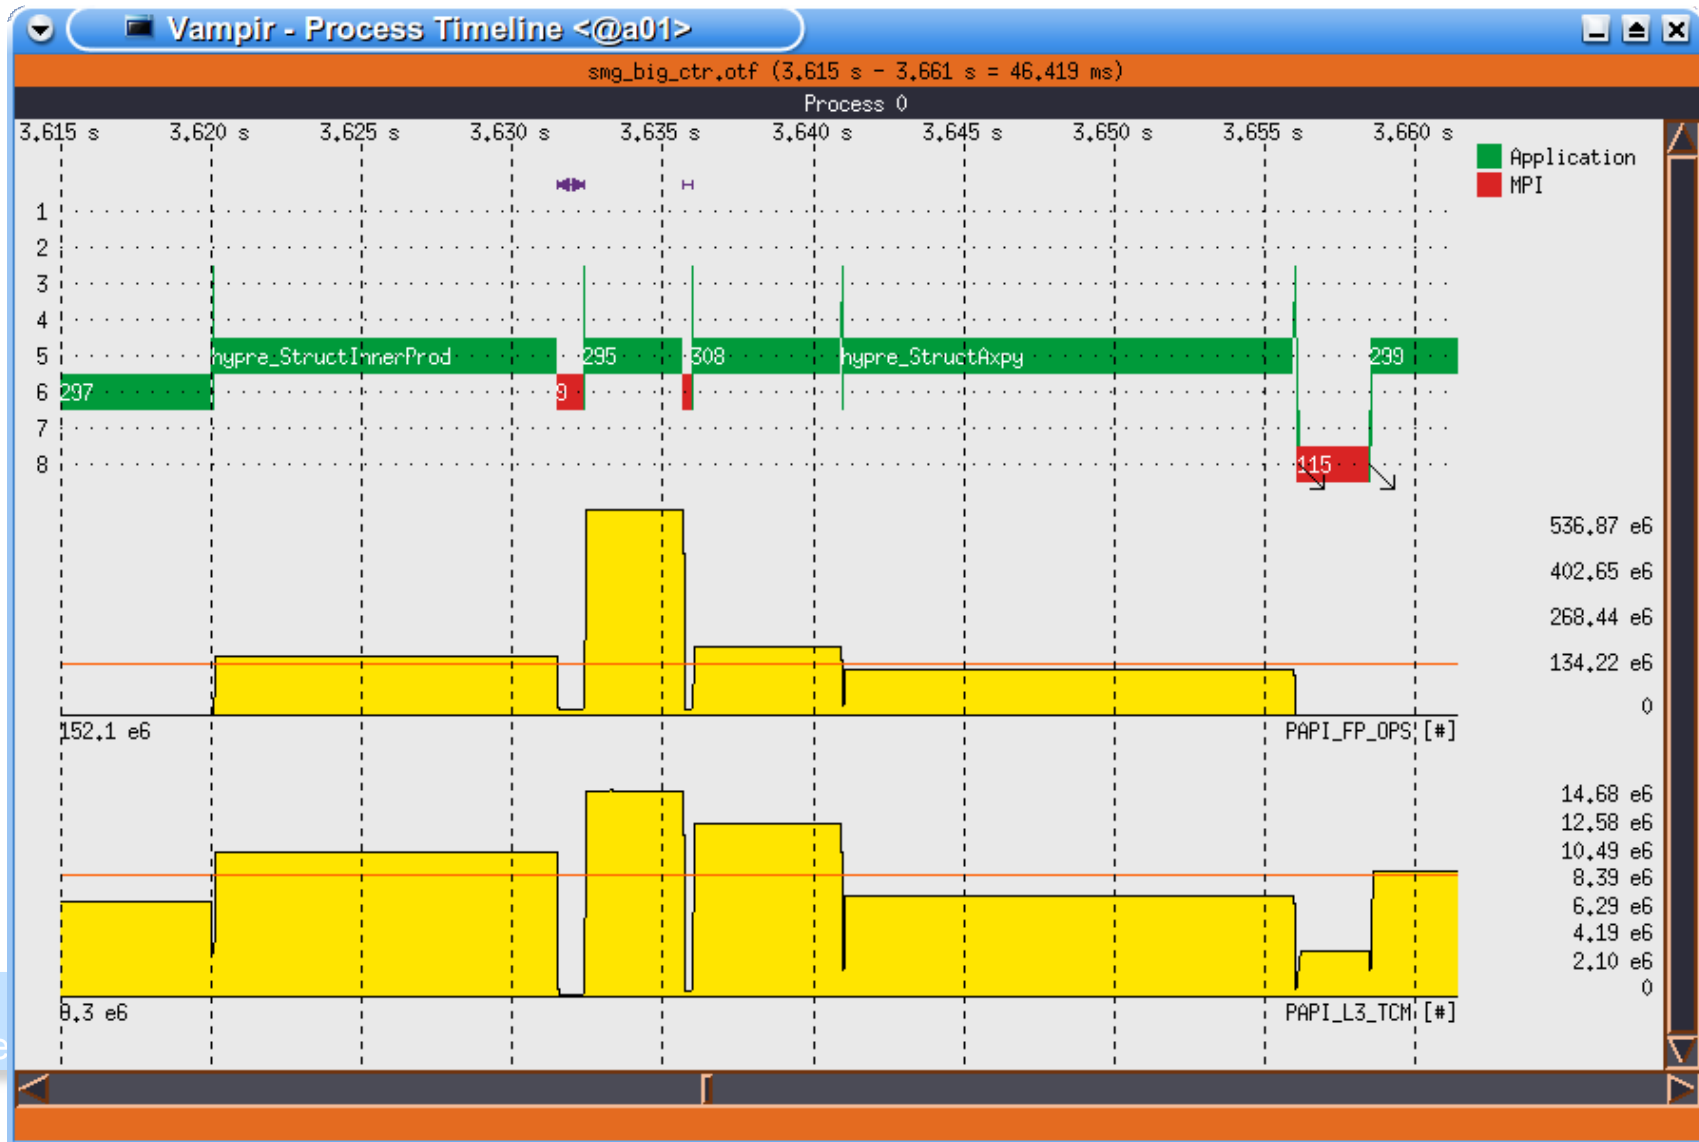 Vampir - Process Timeline <@a01>
smg_big_ctr.otf (3.615 s - 3.661 s = 46.419 ms)
Process 0
3.615 s 3.620 s 3.625 s 3.630 s 3.635 s 3.640 s 3.645 s 3.650 s 3.655 s 3.660 s
Application
MPI
1
2
3
4
5 hypre_StructInnerProd 295 308 hypre_StructAxpy 299
6 297 9
7
8 115
536.87 e6
402.65 e6
268.44 e6
134.22 e6
0
152.1 e6 PAPI_FP_OPS [#]
14.68 e6
12.58 e6
10.49 e6
8.39 e6
6.29 e6
4.19 e6
2.10 e6
0
8.3 e6 PAPI_L3_TCM [#]